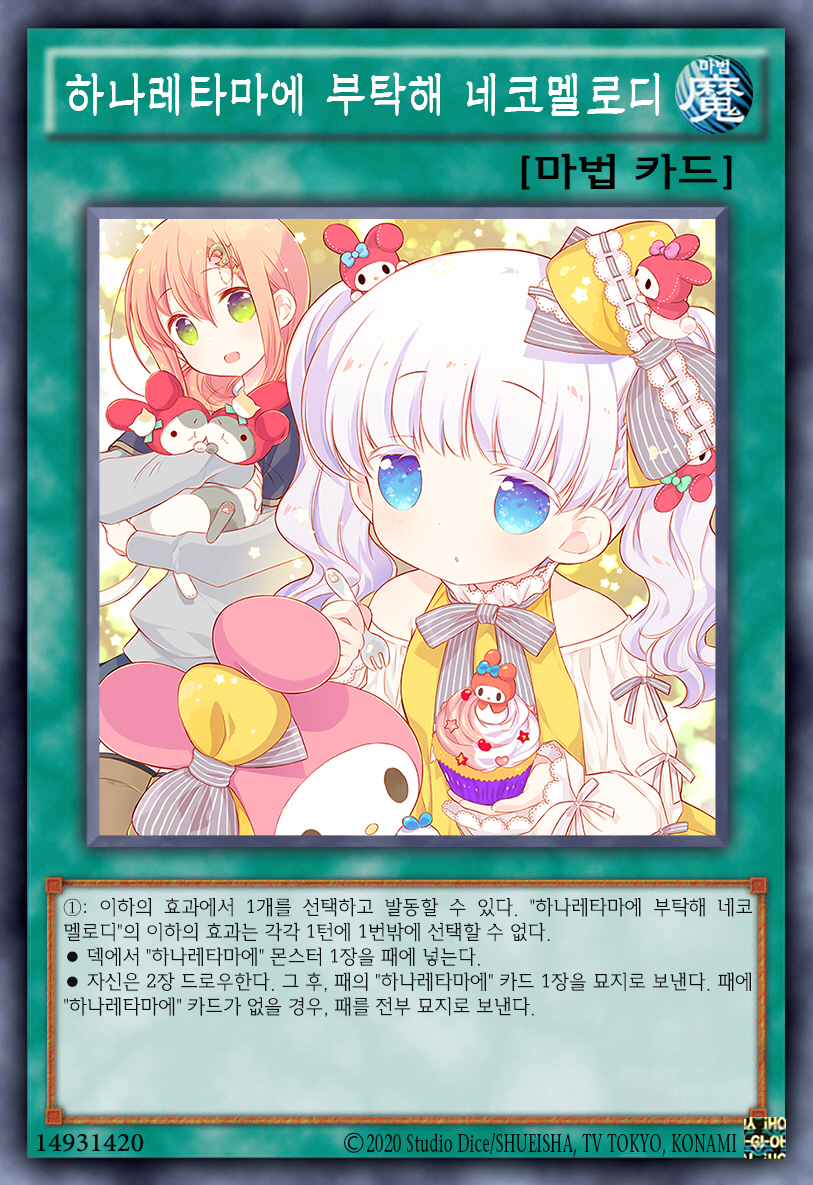 하나레타마에 부탁해 네코멜로디
마법
魔
[마법 카드]
①: 이하의 효과에서 1개를 선택하고 발동할 수 있다. "하나레타마에 부탁해 네코
멜로디"의 이하의 효과는 각각 1턴에 1번밖에 선택할 수 없다.
● 덱에서 "하나레타마에" 몬스터 1장을 패에 넣는다.
● 자신은 2장 드로우한다. 그 후, 패의 "하나레타마에" 카드 1장을 묘지로 보낸다. 패에
"하나레타마에" 카드가 없을 경우, 패를 전부 묘지로 보낸다.
14931420
©2020 Studio Dice/SHUEISHA, TV TOKYO, KONAMI